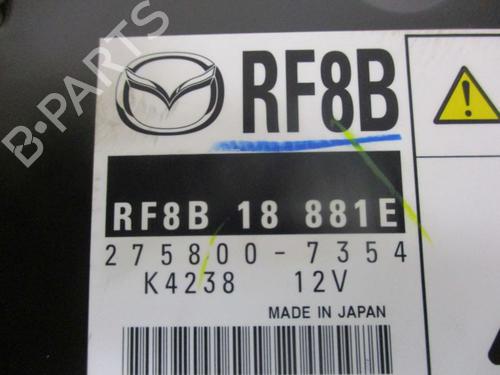 B-PARTS
RF8B
RF8B 18 881E
275800-7354
K4238 12V
MADE IN JAPAN